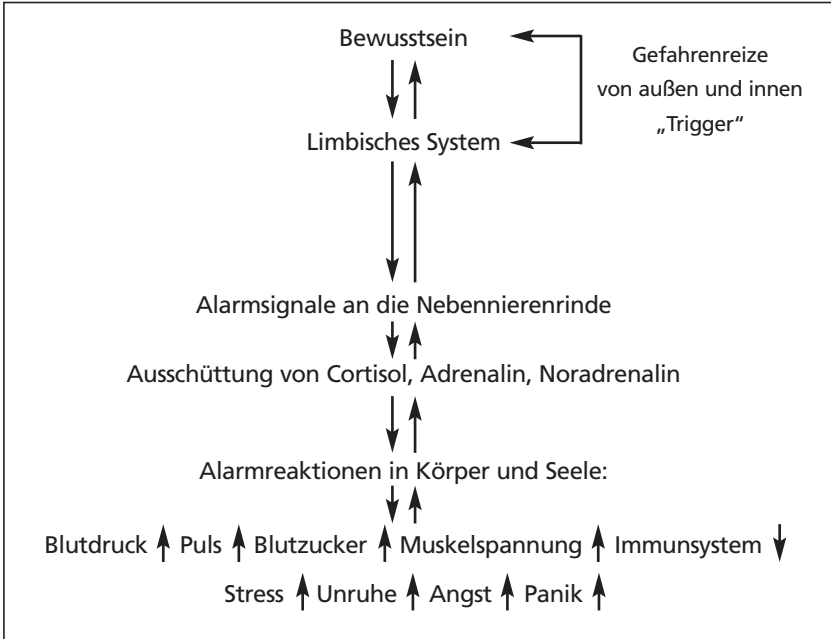 Bewusstsein
Gefahrenreize
von außen und innen
„Trigger“
Limbisches System
Alarmsignale an die Nebennierenrinde
Ausschüttung von Cortisol, Adrenalin, Noradrenalin
Alarmreaktionen in Körper und Seele:
Blutdruck ↑ Puls ↑ Blutzucker ↑ Muskelspannung ↑ Immunsystem ↓
Stress ↑ Unruhe ↑ Angst ↑ Panik ↑